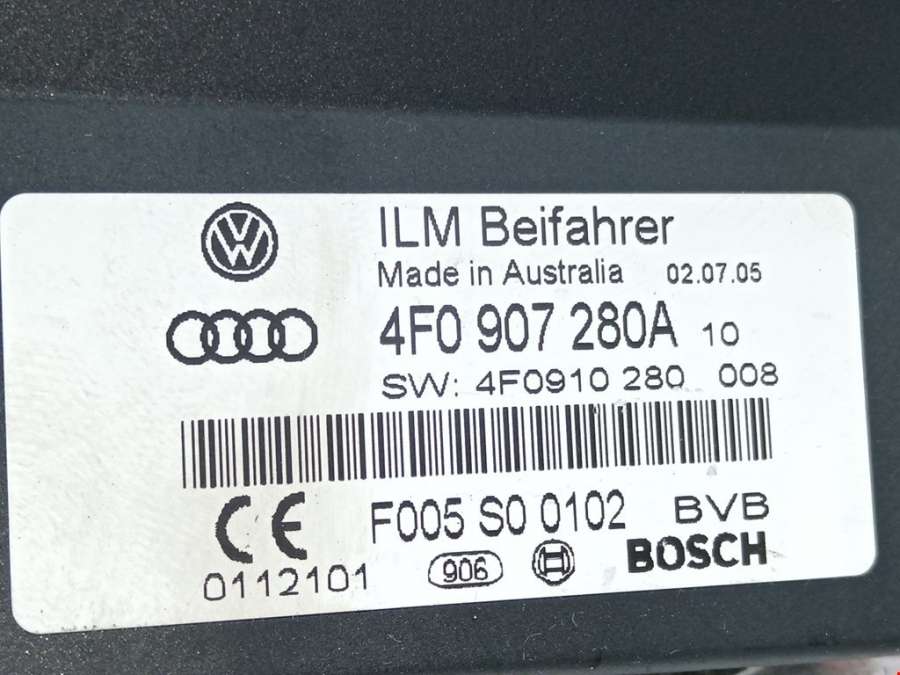 ILM Beifahrer
Made in Australia 02.07.05
4F0 907 280A 10
SW: 4F0910 280 008
CE F005 S0 0102 BVB
0112101 906 BOSCH